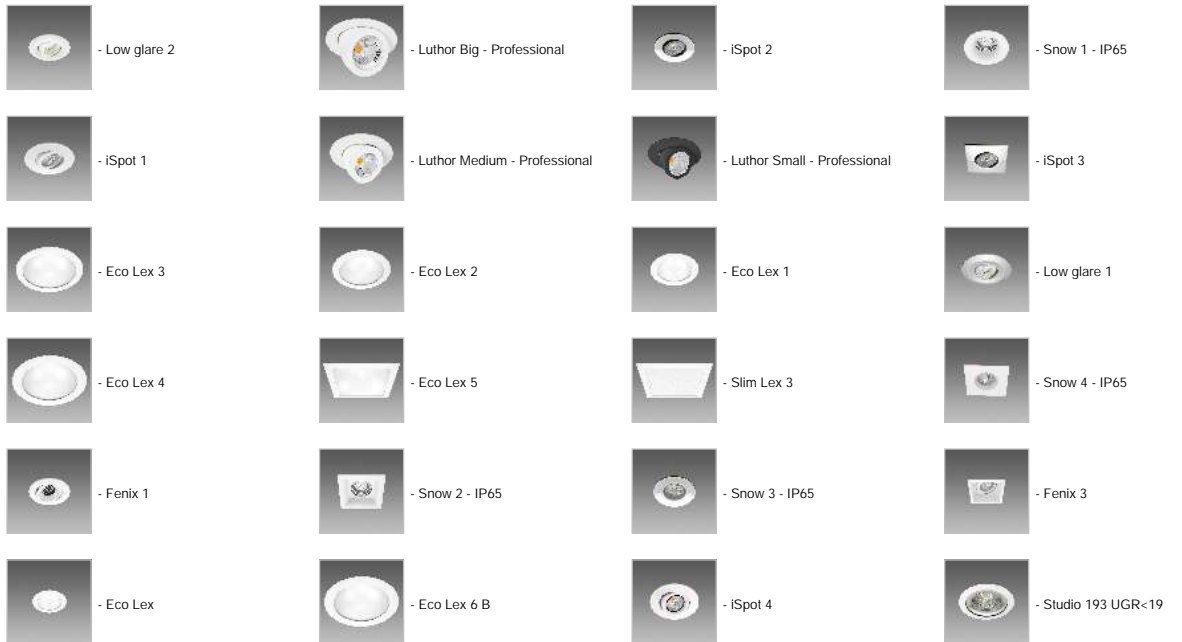 - Low glare 2
- Luthor Big - Professional
- iSpot 2
- Snow 1 - IP65
- iSpot 1
- Luthor Medium - Professional
- Luthor Small - Professional
- iSpot 3
- Eco Lex 3
- Eco Lex 2
- Eco Lex 1
- Low glare 1
- Eco Lex 4
- Eco Lex 5
- Slim Lex 3
- Snow 4 - IP65
- Fenix 1
- Snow 2 - IP65
- Snow 3 - IP65
- Fenix 3
- Eco Lex
- Eco Lex 6 B
- iSpot 4
- Studio 193 UGR<19